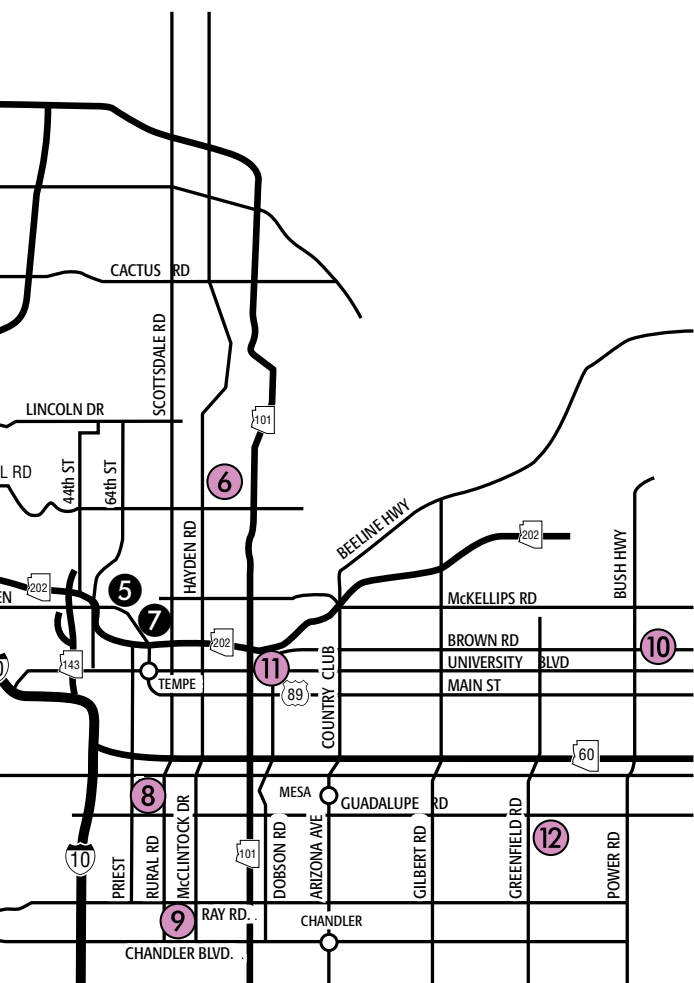 CACTUS RD
SCOTTSDALE RD
LINCOLN DR
101
L RD
44th ST
64th ST
6
HAYDEN RD
BEELINE HWY
202
BUSH HWY
202
EN
5
McKELLIPS RD
7
202
BROWN RD
10
143
11
COUNTRY CLUB
UNIVERSITY BLVD
TEMPE
89
MAIN ST
60
8
MESA
GUADALUPE RD
12
10
101
PRIEST
RURAL RD
McCLINTOCK DR
DOBSON RD
ARIZONA AVE
GILBERT RD
GREENFIELD RD
POWER RD
9
RAY RD. .
CHANDLER
CHANDLER BLVD. .